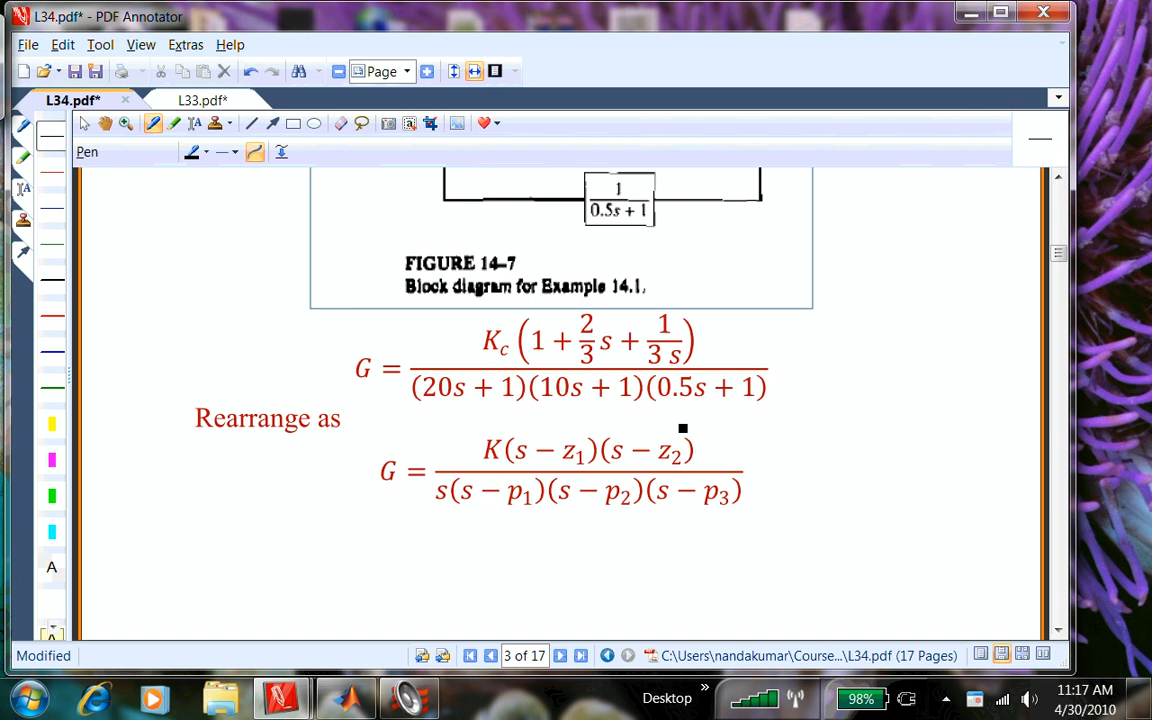 L34.pdf* - PDF Annotator
File Edit Tool View Extras Help
Page
L34.pdf* L33.pdf*
Pen
1
0.5s + 1
FIGURE 14–7
Block diagram for Example 14.1.
K_c (1 + 2/3 s + 1/(3 s))
G =
(20s + 1)(10s + 1)(0.5s + 1)
Rearrange as
K(s − z₁)(s − z₂)
G =
s(s − p₁)(s − p₂)(s − p₃)
A
Modified
3 of 17
C:\Users\nandakumar\Course...\L34.pdf (17 Pages)
Desktop
98%
11:17 AM
4/30/2010